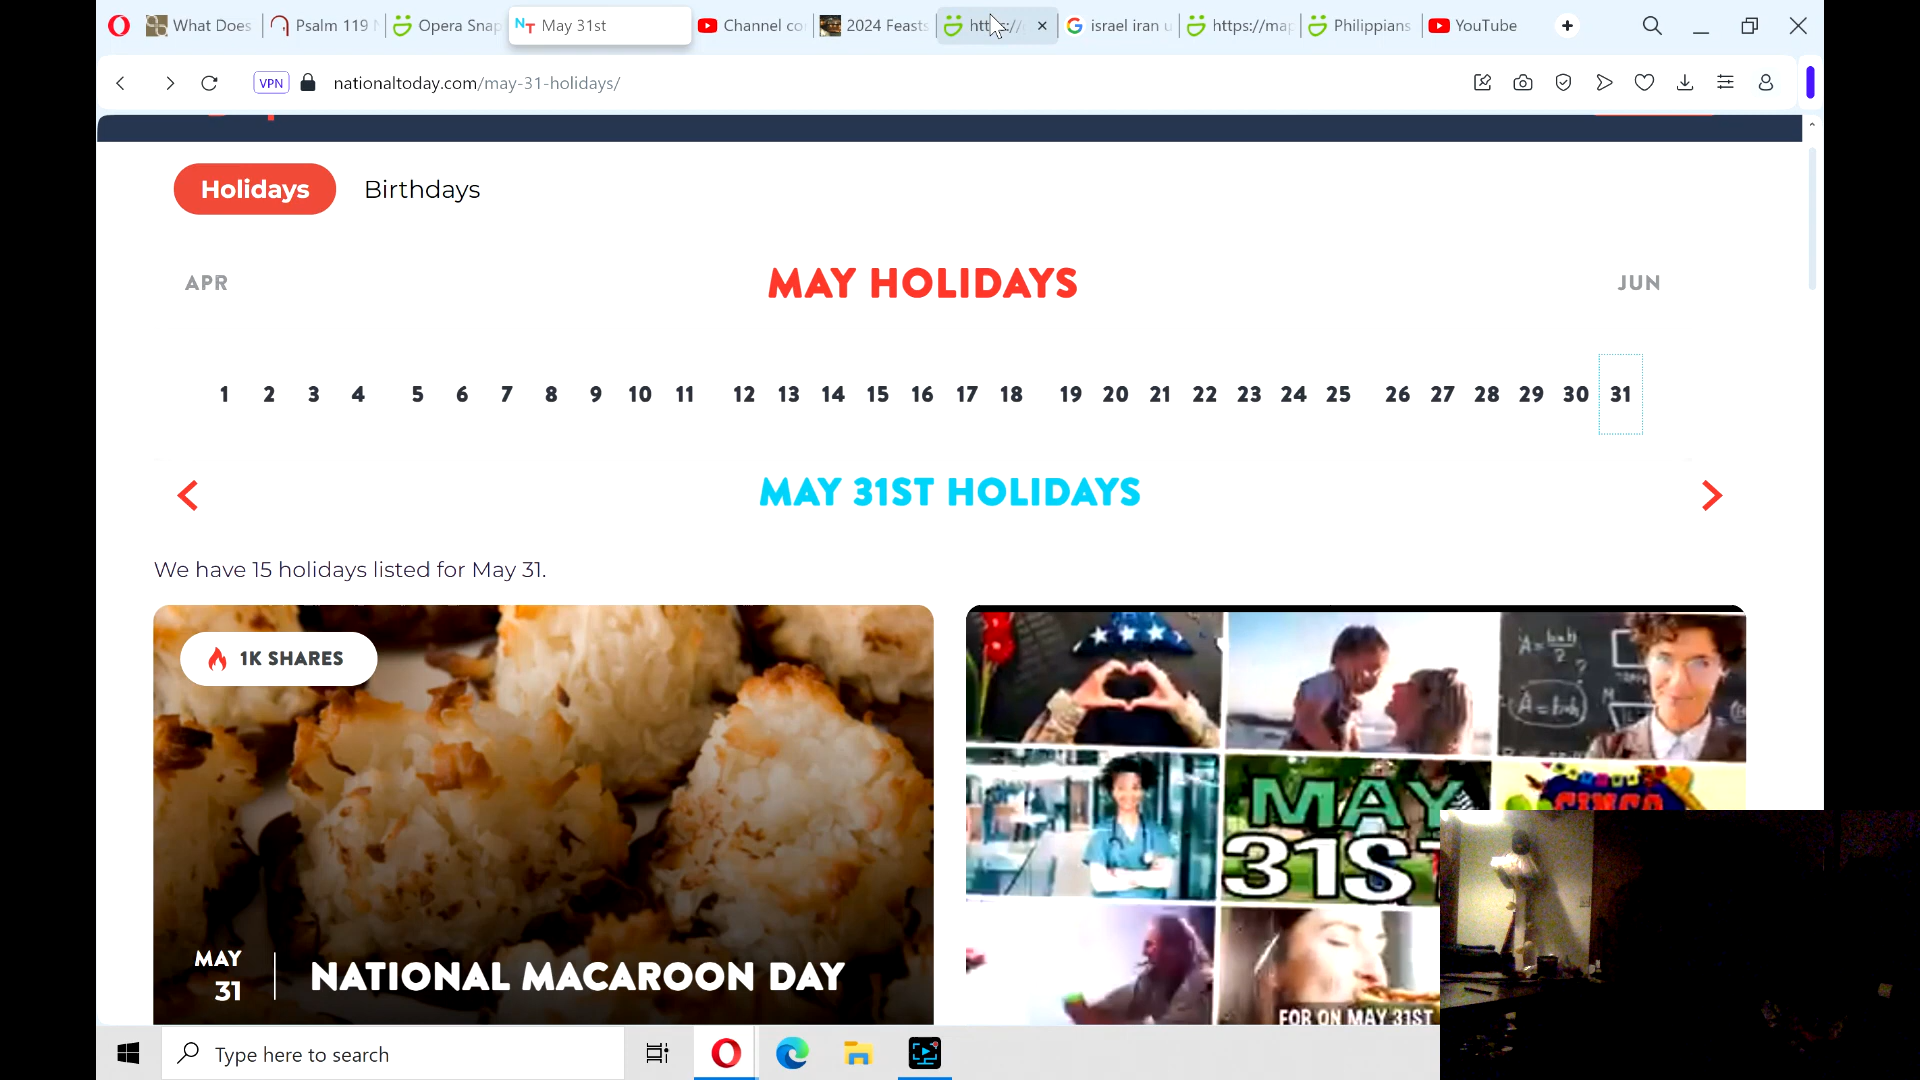 What Does
Psalm 119
Opera Snap
NT May 31st
Channel co
2024 Feasts
israel iran u
https://ma
Philippians
YouTube
VPN
nationaltoday.com/may-31-holidays/
Holidays Birthdays
APR MAY HOLIDAYS JUN
1 2 3 4 5 6 7 8 9 10 11 12 13 14 15 16 17 18 19 20 21 22 23 24 25 26 27 28 29 30 31
MAY 31ST HOLIDAYS
We have 15 holidays listed for May 31.
1K SHARES
MAY
31
NATIONAL MACAROON DAY
MAY
31ST
FOR ON MAY 31ST
Type here to search